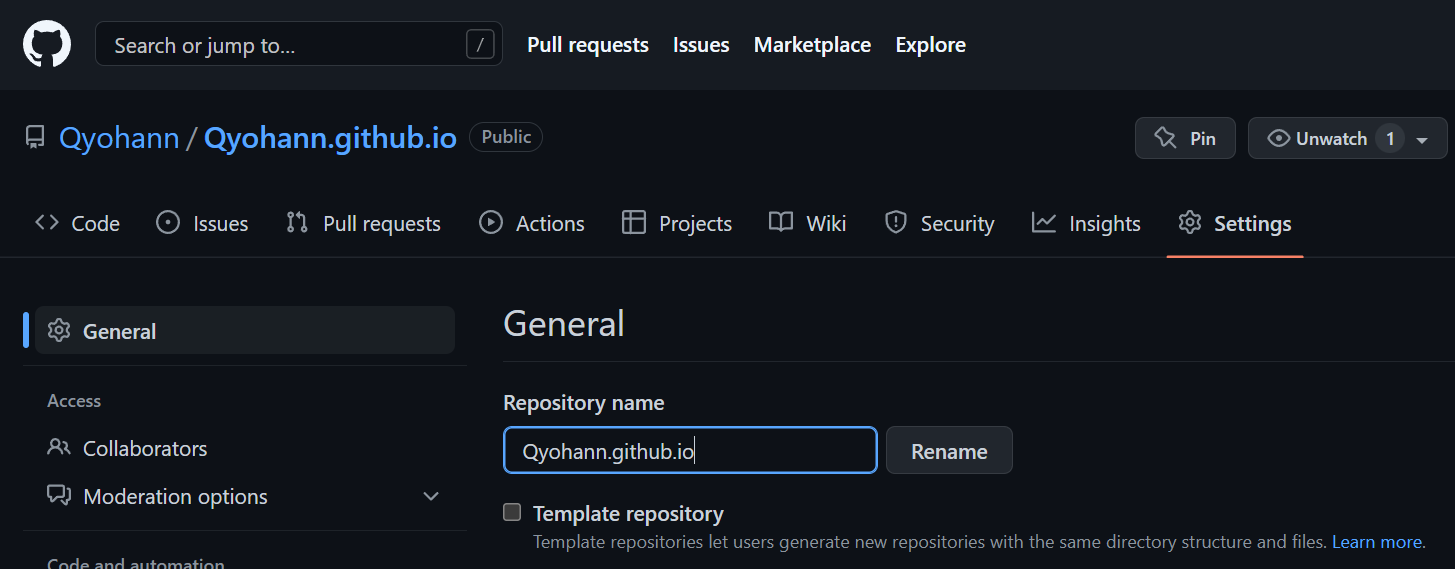 Search or jump to... /
Pull requests Issues Marketplace Explore
Qyohann / Qyohann.github.io Public
Pin Unwatch 1
Code Issues Pull requests Actions Projects Wiki Security Insights Settings
General
General
Access
Collaborators
Moderation options
Code and automation
Repository name
Qyohann.github.io Rename
Template repository
Template repositories let users generate new repositories with the same directory structure and files. Learn more.